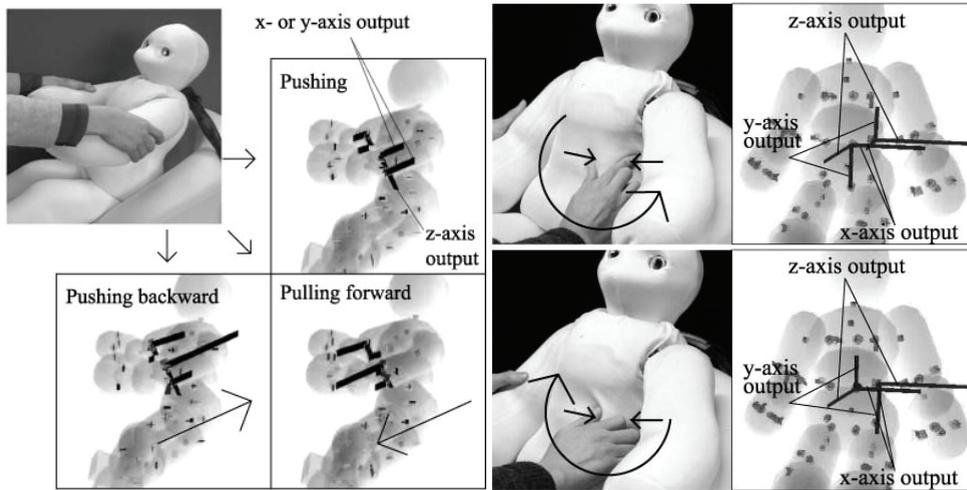 x- or y-axis output
Pushing
z-axis
output
Pushing backward
Pulling forward
z-axis output
y-axis
output
x-axis output
z-axis output
y-axis
output
x-axis output